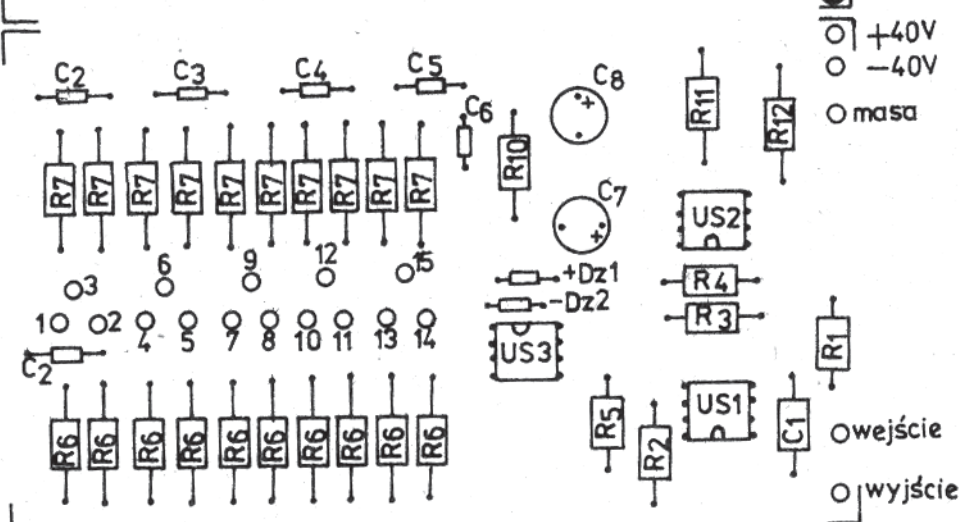 +40V
-40V
masa
C2 C3 C4 C5
C6
C8
R11
R12
R10
R7 R7 R7 R7 R7 R7 R7 R7 R7 R7
C7
US2
3 6 9 12 15
+Dz1
-Dz2
R4
R3
1 2 4 5 7 8 10 11 13 14
C2
US3
R1
R6 R6 R6 R6 R6 R6 R6 R6 R6 R6
R5
R2
US1
C1
wejście
wyjście